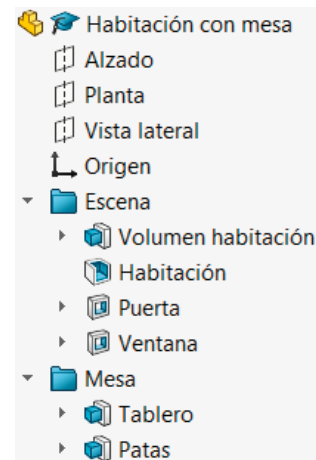 Habitación con mesa
Alzado
Planta
Vista lateral
Origen
Escena
Volumen habitación
Habitación
Puerta
Ventana
Mesa
Tablero
Patas